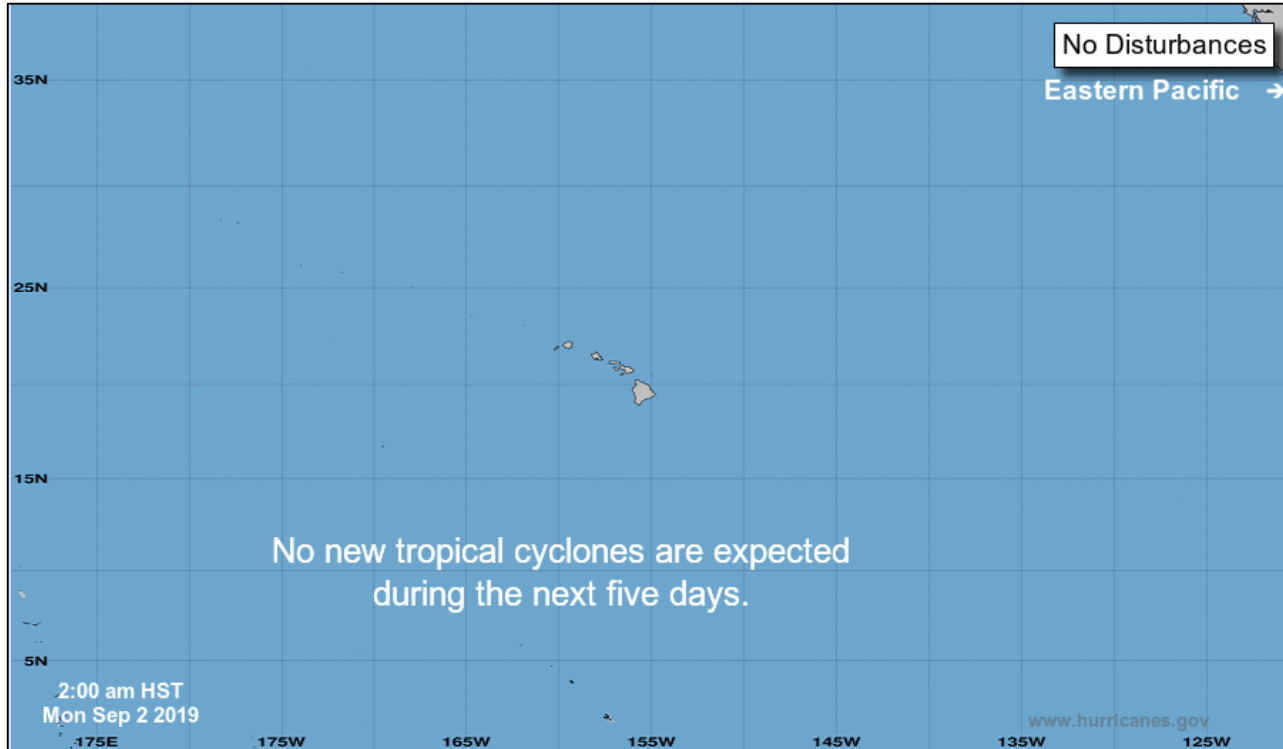 No Disturbances
35N
Eastern Pacific ➔
25N
15N
No new tropical cyclones are expected
during the next five days.
5N
2:00 am HST
Mon Sep 2 2019
www.hurricanes.gov
175E 175W 165W 155W 145W 135W 125W